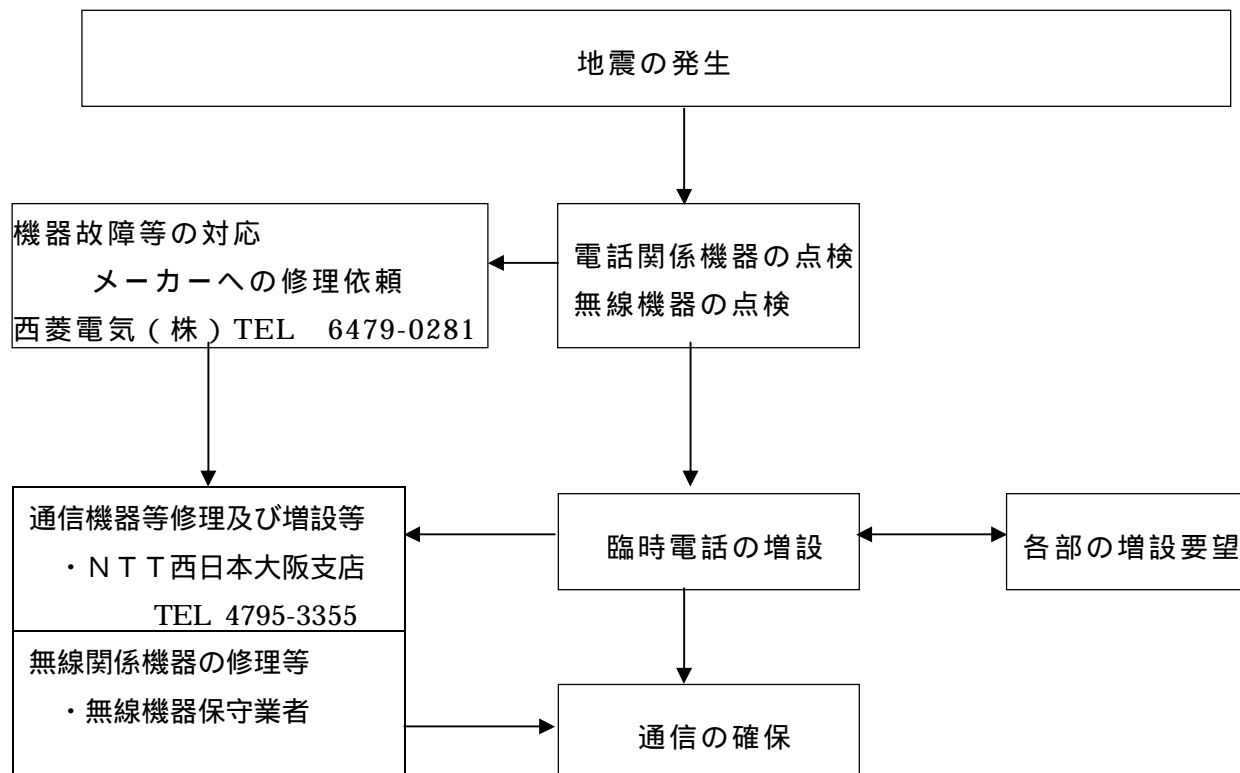 地震の発生
機器故障等の対応
メーカーへの修理依頼
西菱電気（株）TEL　6479-0281
電話関係機器の点検
無線機器の点検
通信機器等修理及び増設等
・ＮＴＴ西日本大阪支店
TEL 4795-3355
臨時電話の増設
各部の増設要望
無線関係機器の修理等
・無線機器保守業者
通信の確保